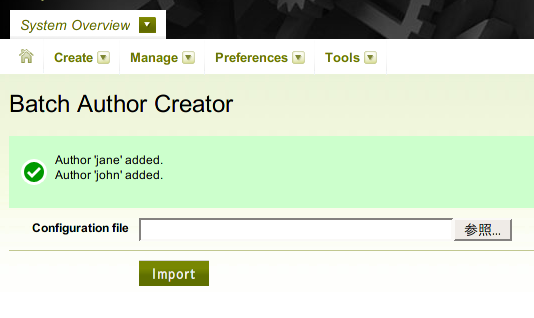 System Overview
Create Manage Preferences Tools
Batch Author Creator
Author 'jane' added.
Author 'john' added.
Configuration file 参照...
Import